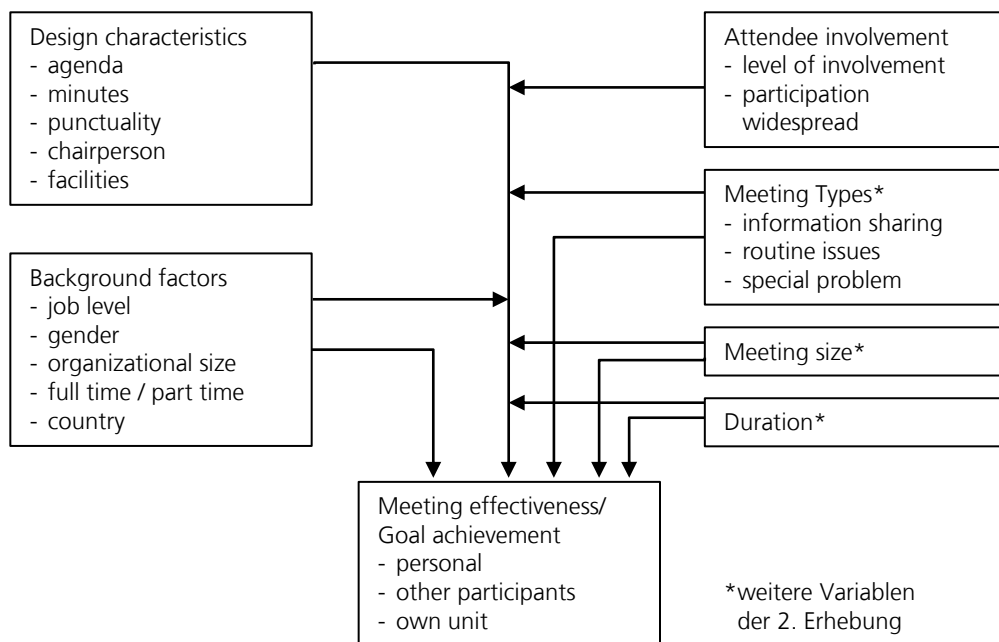 Design characteristics
- agenda
- minutes
- punctuality
- chairperson
- facilities
Background factors
- job level
- gender
- organizational size
- full time / part time
- country
Attendee involvement
- level of involvement
- participation
widespread
Meeting Types*
- information sharing
- routine issues
- special problem
Meeting size*
Duration*
Meeting effectiveness/
Goal achievement
- personal
- other participants
- own unit
*weitere Variablen
der 2. Erhebung